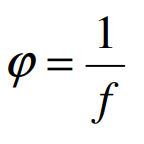 φ = 1/f